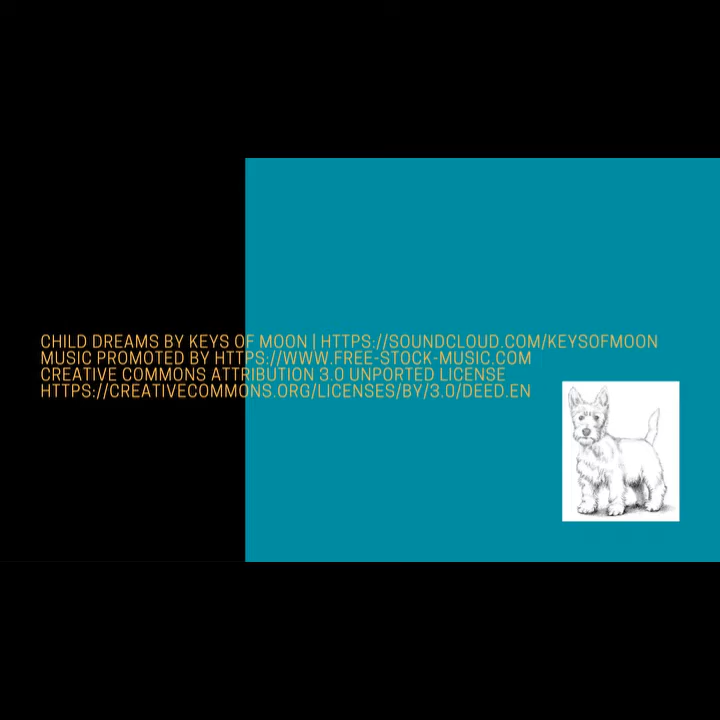 CHILD DREAMS BY KEYS OF MOON | HTTPS://SOUNDCLOUD.COM/KEYSOFMOON
MUSIC PROMOTED BY HTTPS://WWW.FREE-STOCK-MUSIC.COM
CREATIVE COMMONS ATTRIBUTION 3.0 UNPORTED LICENSE
HTTPS://CREATIVECOMMONS.ORG/LICENSES/BY/3.0/DEED.EN